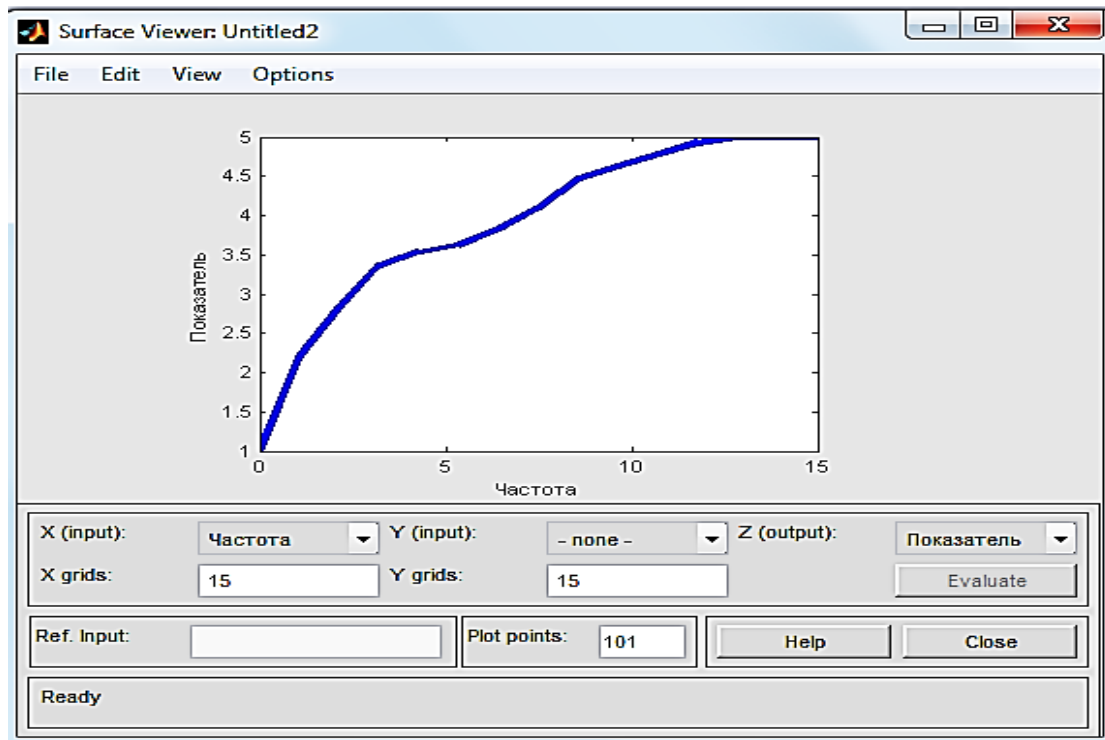 Surface Viewer: Untitled2
File Edit View Options
5
4.5
4
3.5
3
2.5
2
1.5
1
Показатель
0 5 10 15
Частота
X (input): Частота Y (input): - none - Z (output): Показатель
X grids: 15 Y grids: 15 Evaluate
Ref. Input: Plot points: 101 Help Close
Ready